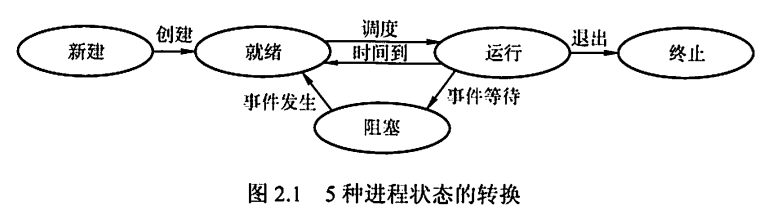 新建
创建
就绪
调度
时间到
运行
退出
终止
事件发生
事件等待
阻塞
图 2.1 5 种进程状态的转换